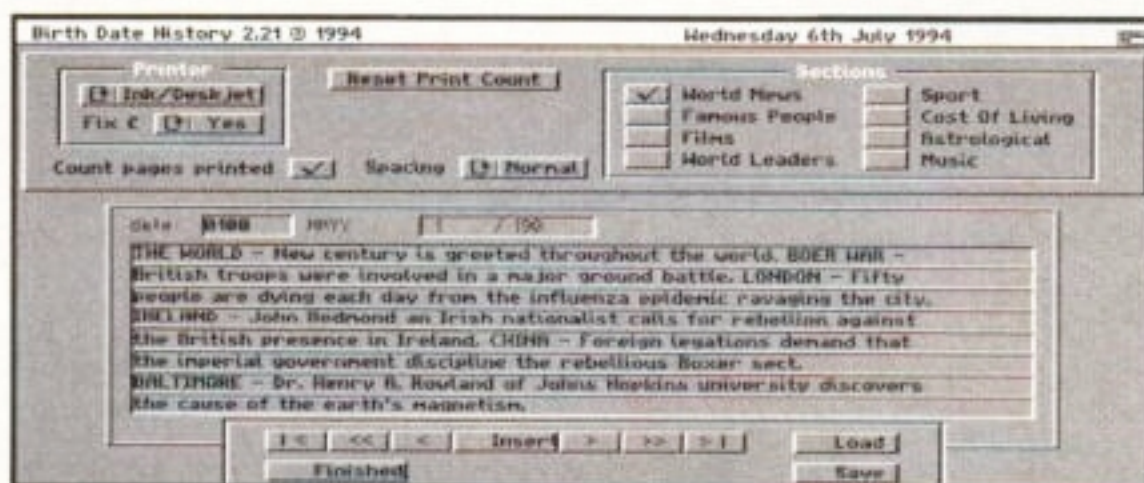 Birth Date History 2.21 © 1994 Wednesday 6th July 1994
Printer
Ink/Deskjet
Fix £ Yes
Reset Print Count
Count pages printed Spacing Normal
Sections
World News Sport
Famous People Cost Of Living
Films Astrological
World Leaders Music
date 0100 MMYY 1 /190
THE WORLD - New century is greeted throughout the world. BOER WAR -
British troops were involved in a major ground battle. LONDON - Fifty
people are dying each day from the influenza epidemic ravaging the city.
IRELAND - John Redmond an Irish nationalist calls for rebellion against
the British presence in Ireland. CHINA - Foreign legations demand that
the imperial government discipline the rebellious Boxer sect.
BALTIMORE - Dr. Henry A. Rowland of Johns Hopkins university discovers
the cause of the earth's magnetism.
I< << < Insert > >> >I Load
Finished Save